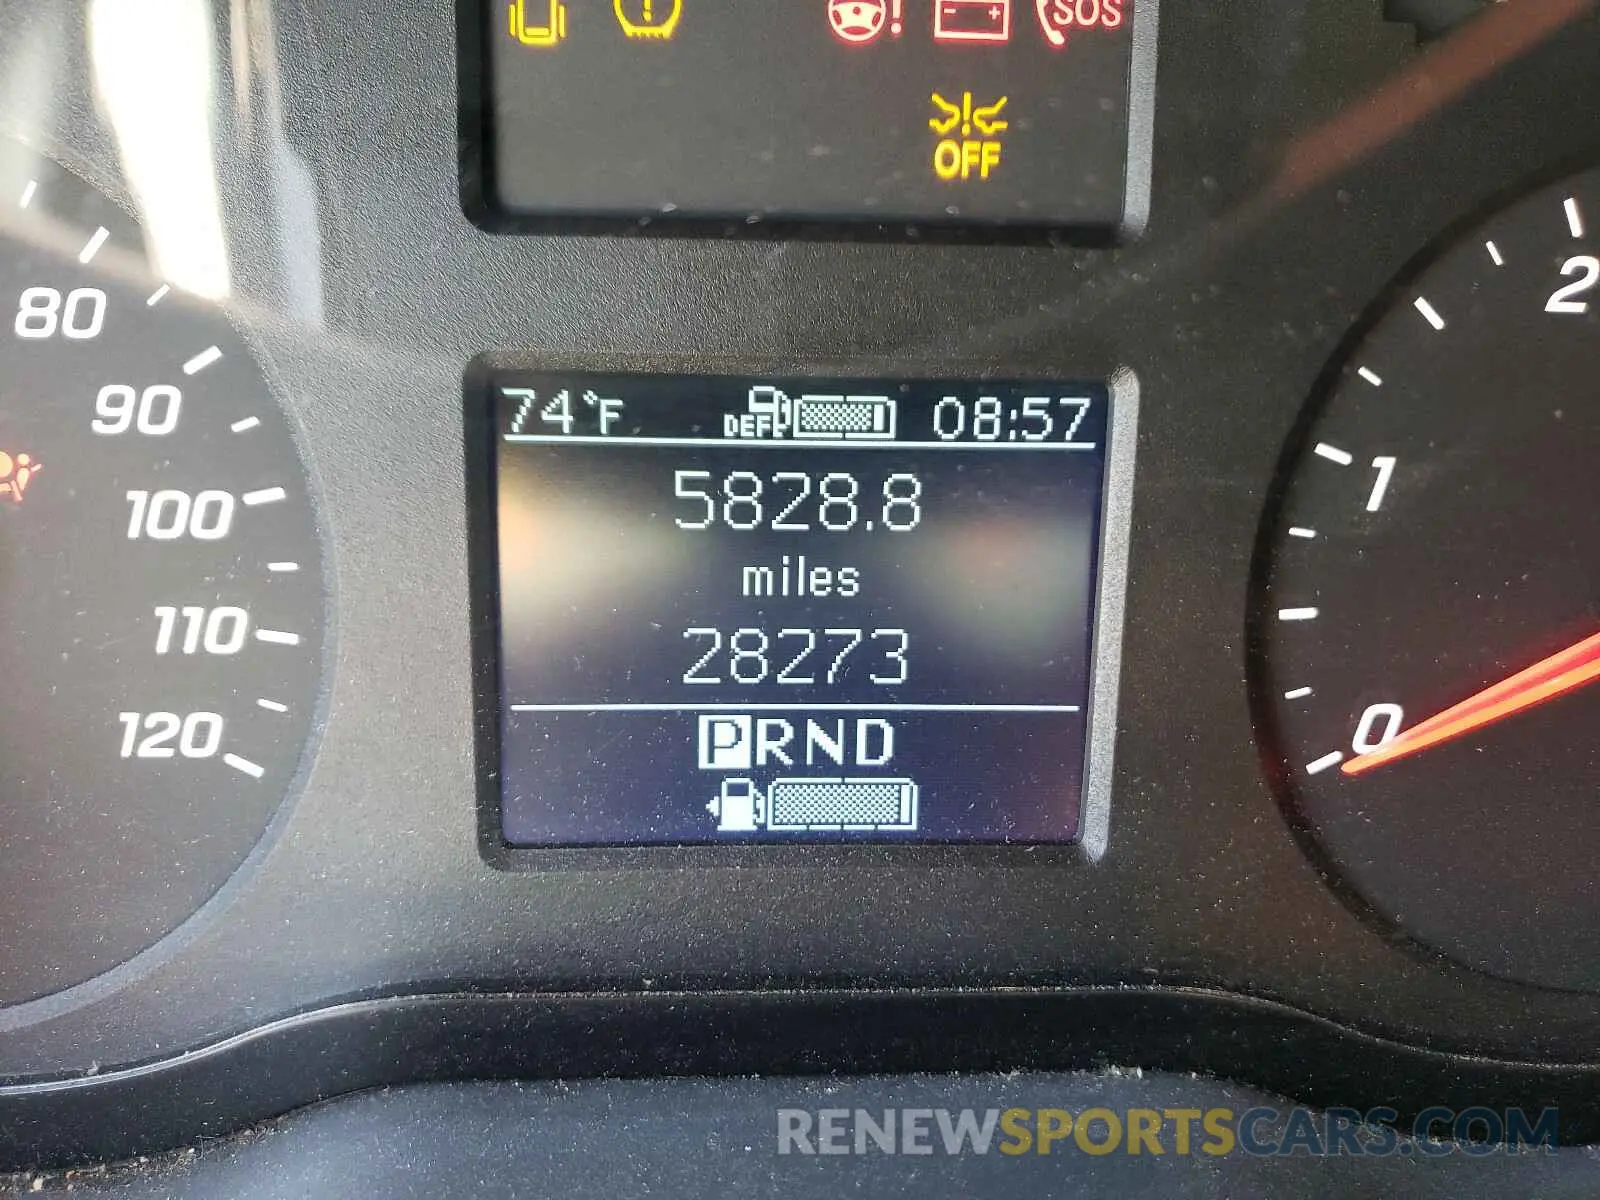 SOS
OFF
80
90
100
110
120
74°F DEF 08:57
5828.8
miles
28273
PRND
2
1
0
RENEWSPORTSCARS.COM